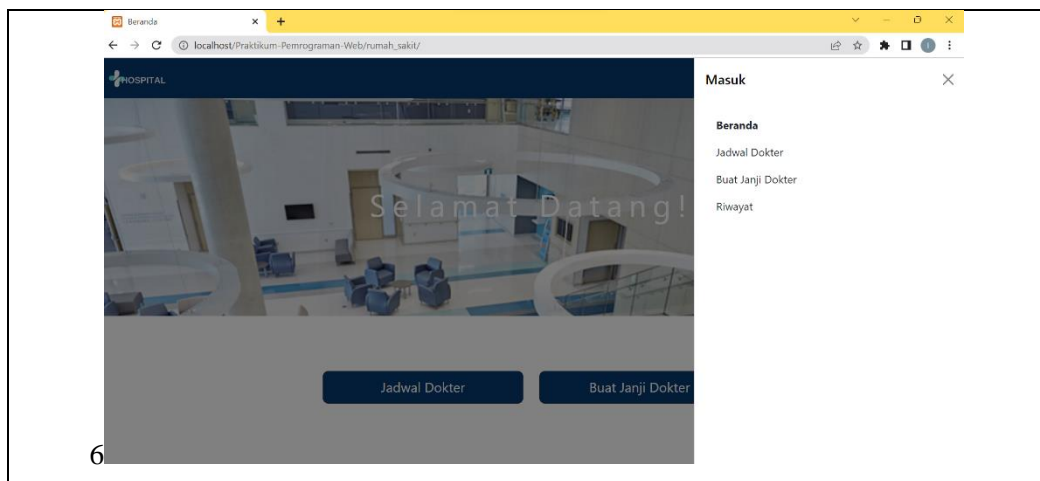 Beranda
localhost/Praktikum-Pemrograman-Web/rumah_sakit/
HOSPITAL
Masuk
Beranda
Jadwal Dokter
Buat Janji Dokter
Riwayat
Selamat Datang!
Jadwal Dokter
Buat Janji Dokter
6